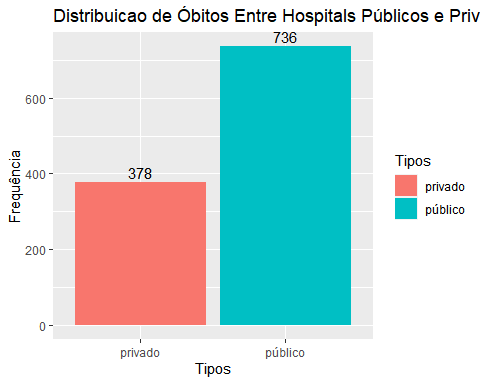 Distribuicao de Óbitos Entre Hospitals Públicos e Priv
736
600
Tipos
Frequência
400
378
privado
público
200
0
privado
público
Tipos